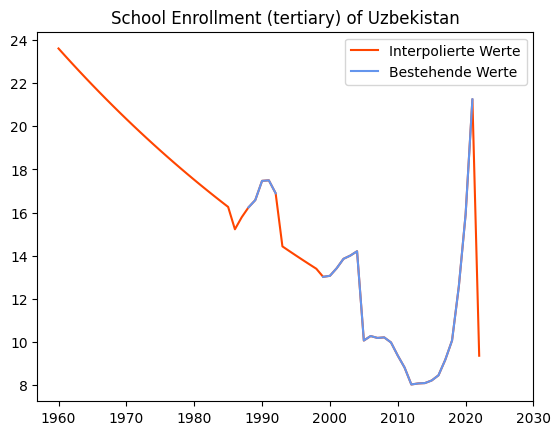 School Enrollment (tertiary) of Uzbekistan
Interpolierte Werte
Bestehende Werte
24
22
20
18
16
14
12
10
8
1960 1970 1980 1990 2000 2010 2020 2030